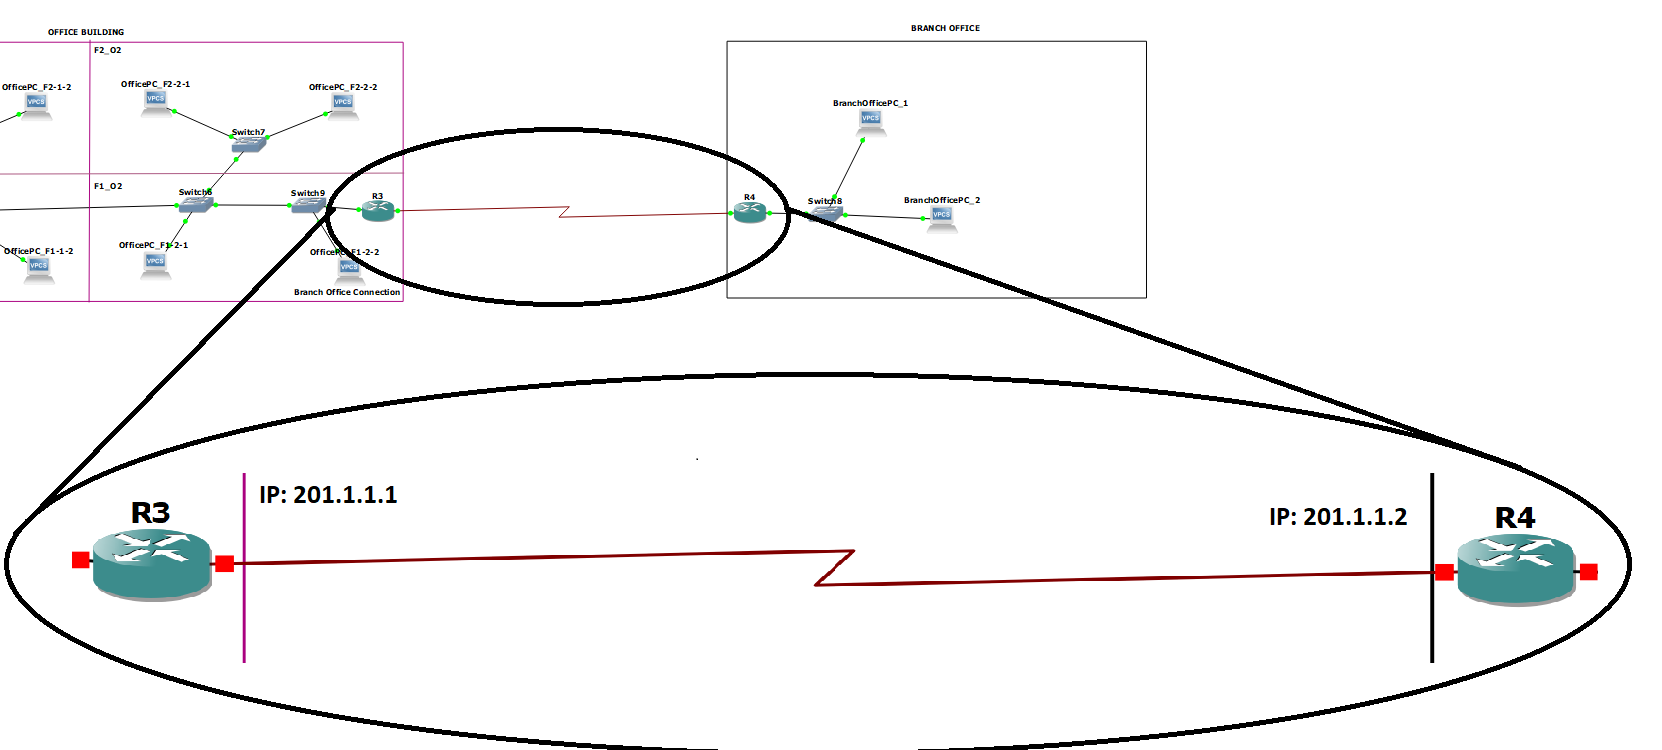 OFFICE BUILDING
BRANCH OFFICE
F2_O2
OfficePC_F2-1-2
OfficePC_F2-2-1
OfficePC_F2-2-2
VPCS
VPCS
VPCS
Switch7
BranchOfficePC_1
VPCS
F1_O2
Switch6
Switch9
R3
R4
Switch8
BranchOfficePC_2
VPCS
OfficePC_F1-1-2
OfficePC_F1-2-1
OfficePC_F1-2-2
VPCS
VPCS
VPCS
Branch Office Connection
R3
IP: 201.1.1.1
IP: 201.1.1.2
R4